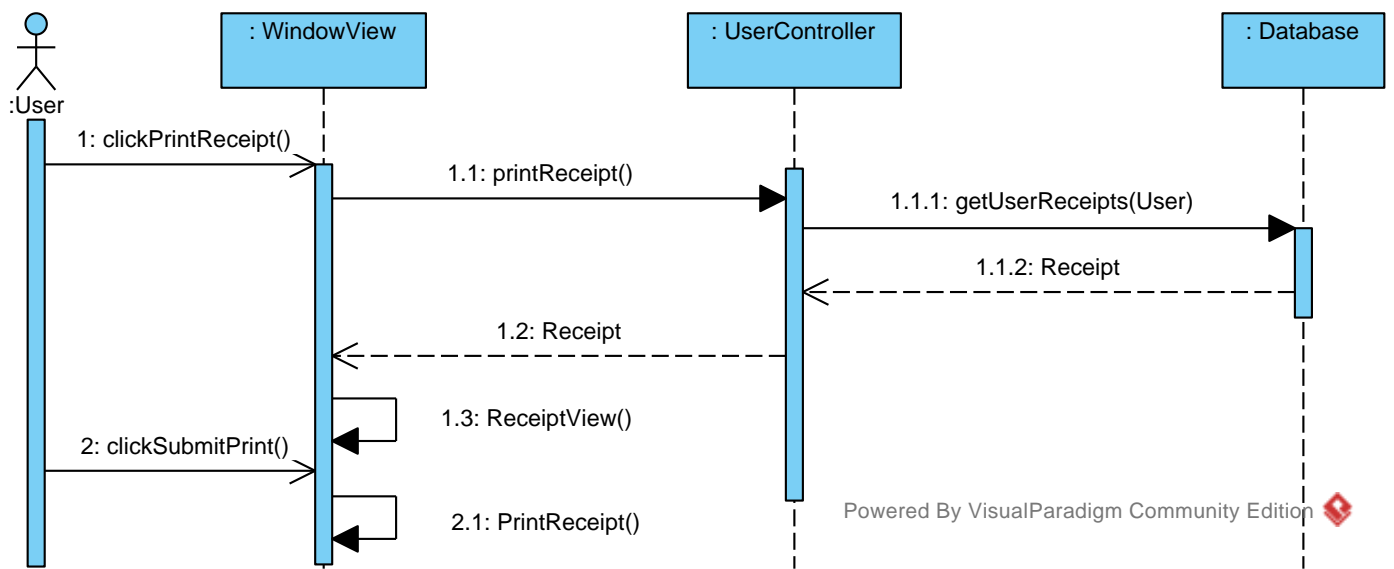 : WindowView
: UserController
: Database
:User
1: clickPrintReceipt()
1.1: printReceipt()
1.1.1: getUserReceipts(User)
1.1.2: Receipt
1.2: Receipt
1.3: ReceiptView()
2: clickSubmitPrint()
2.1: PrintReceipt()
Powered By VisualParadigm Community Edition